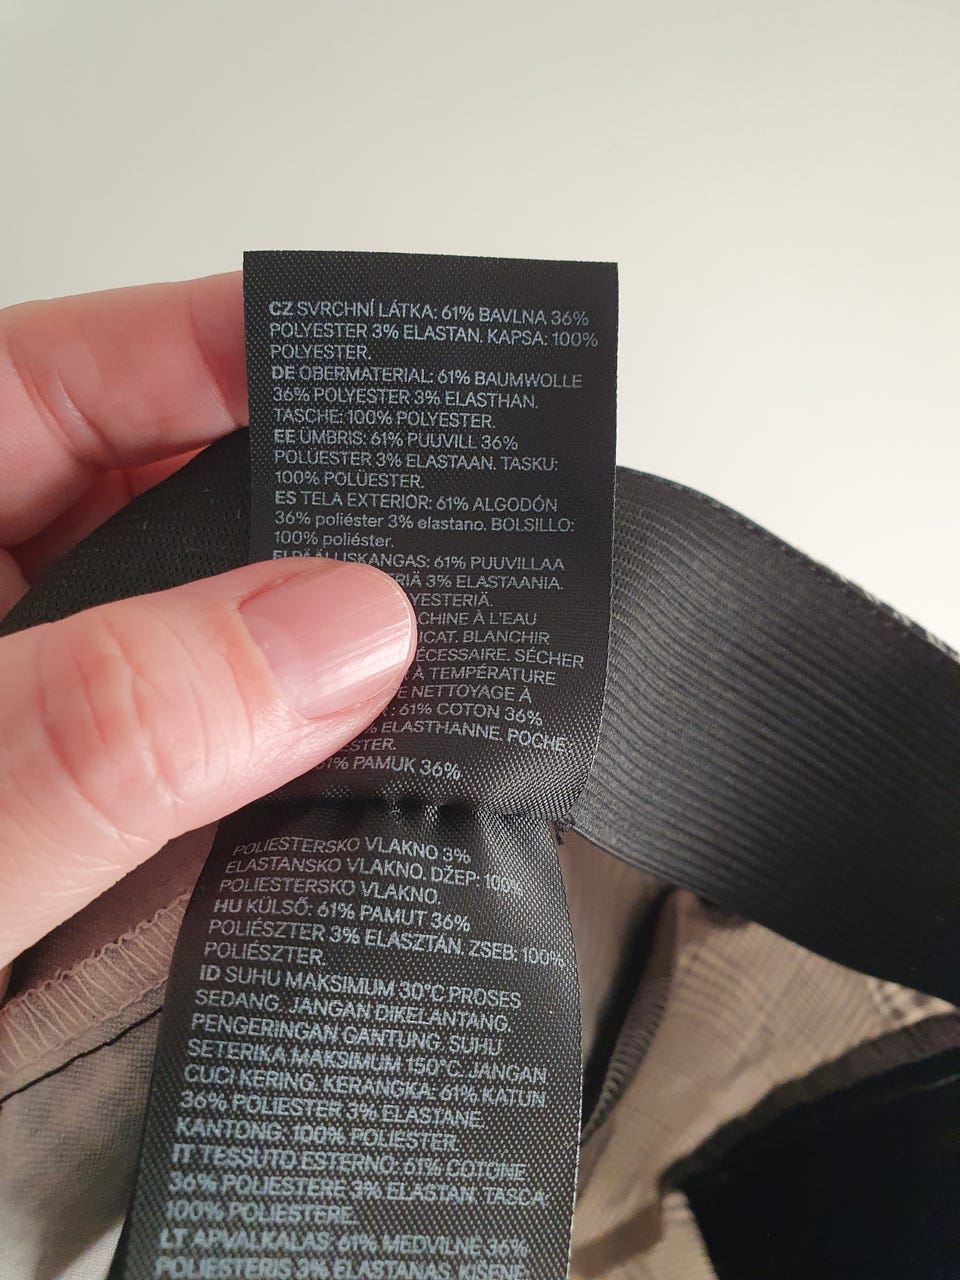 CZ SVRCHNÍ LÁTKA: 61% BAVLNA 36%
POLYESTER 3% ELASTAN. KAPSA: 100%
POLYESTER.
DE OBERMATERIAL: 61% BAUMWOLLE
36% POLYESTER 3% ELASTHAN.
TASCHE: 100% POLYESTER.
EE ÜMBRIS: 61% PUUVILL 36%
POLÜESTER 3% ELASTAAN. TASKU:
100% POLÜESTER.
ES TELA EXTERIOR: 61% ALGODÓN
36% poliéster 3% elastano. BOLSILLO:
100% poliéster.
61% PUUVILLAA
3% ELASTAANIA.
À L'EAU
BLANCHIR
SÉCHER
À TEMPÉRATURE
NETTOYAGE À
: 61% COTON 36%
ELASTHANNE. POCHE,
PAMUK 36%
POLIESTERSKO VLAKNO 3%
ELASTANSKO VLAKNO. DŽEP: 100%
POLIESTERSKO VLAKNO.
HU KÜLSŐ: 61% PAMUT 36%
POLIÉSZTER 3% ELASZTÁN. ZSEB: 100%
POLIÉSZTER.
ID SUHU MAKSIMUM 30°C PROSES
SEDANG. JANGAN DIKELANTANG.
PENGERINGAN GANTUNG. SUHU
SETERIKA MAKSIMUM 150°C. JANGAN
CUCI KERING. KERANGKA: 61% KATUN
36% POLIESTER 3% ELASTANE.
KANTONG: 100% POLIESTER.
IT TESSUTO ESTERNO: 61% COTONE
36% POLIESTERE 3% ELASTAN. TASCA:
100% POLIESTERE.
LT APVALKALAS: 61% MEDVILNĖ 36%
POLIESTERIS 3% ELASTANAS. KIŠENĖ